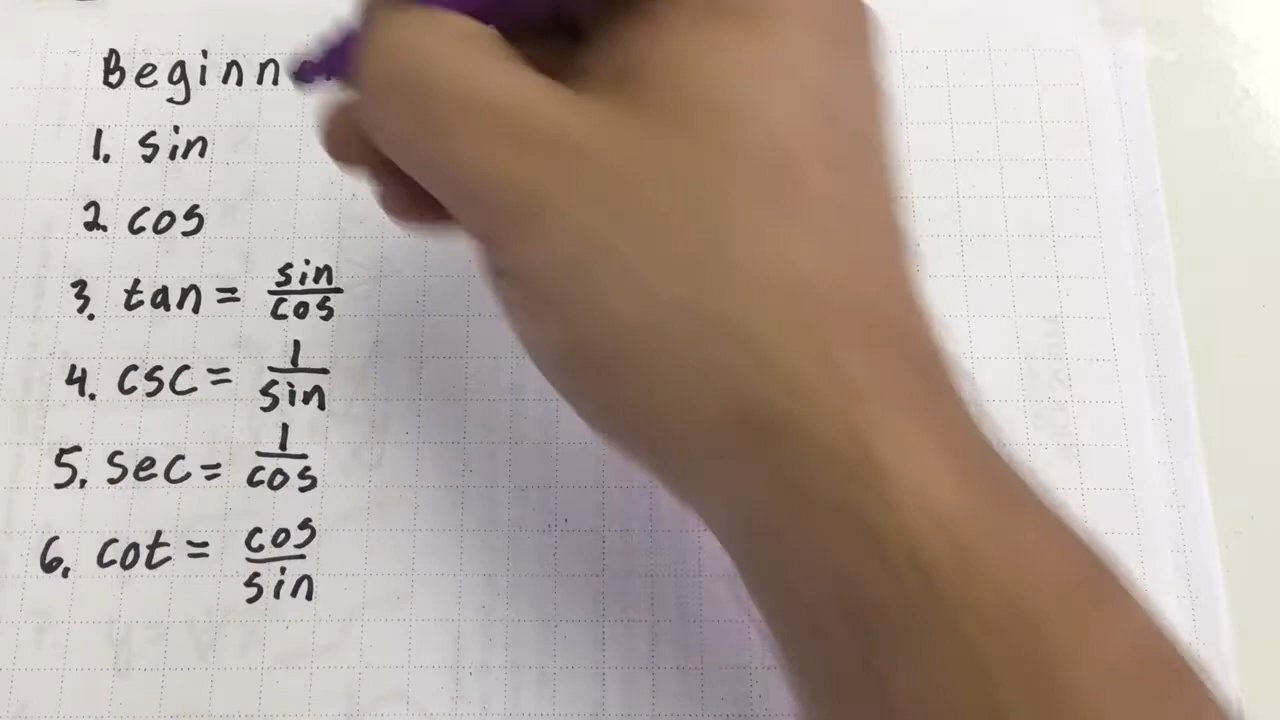 Beginn
1. sin
2. cos
3. tan = sin/cos
4. csc = 1/sin
5. sec = 1/cos
6. cot = cos/sin